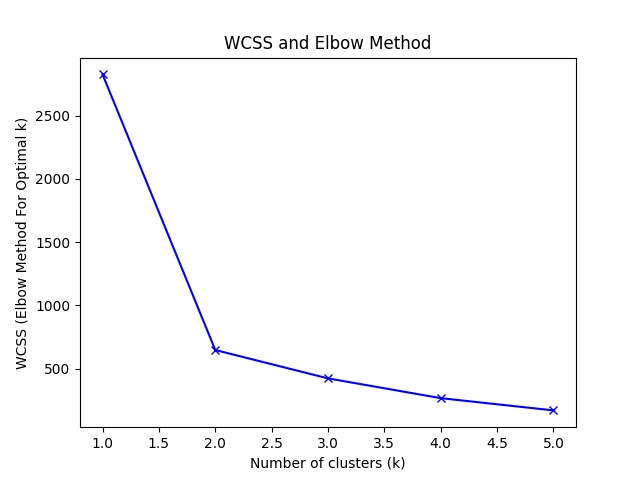 WCSS and Elbow Method
WCSS (Elbow Method For Optimal k)
2500
2000
1500
1000
500
1.0 1.5 2.0 2.5 3.0 3.5 4.0 4.5 5.0
Number of clusters (k)